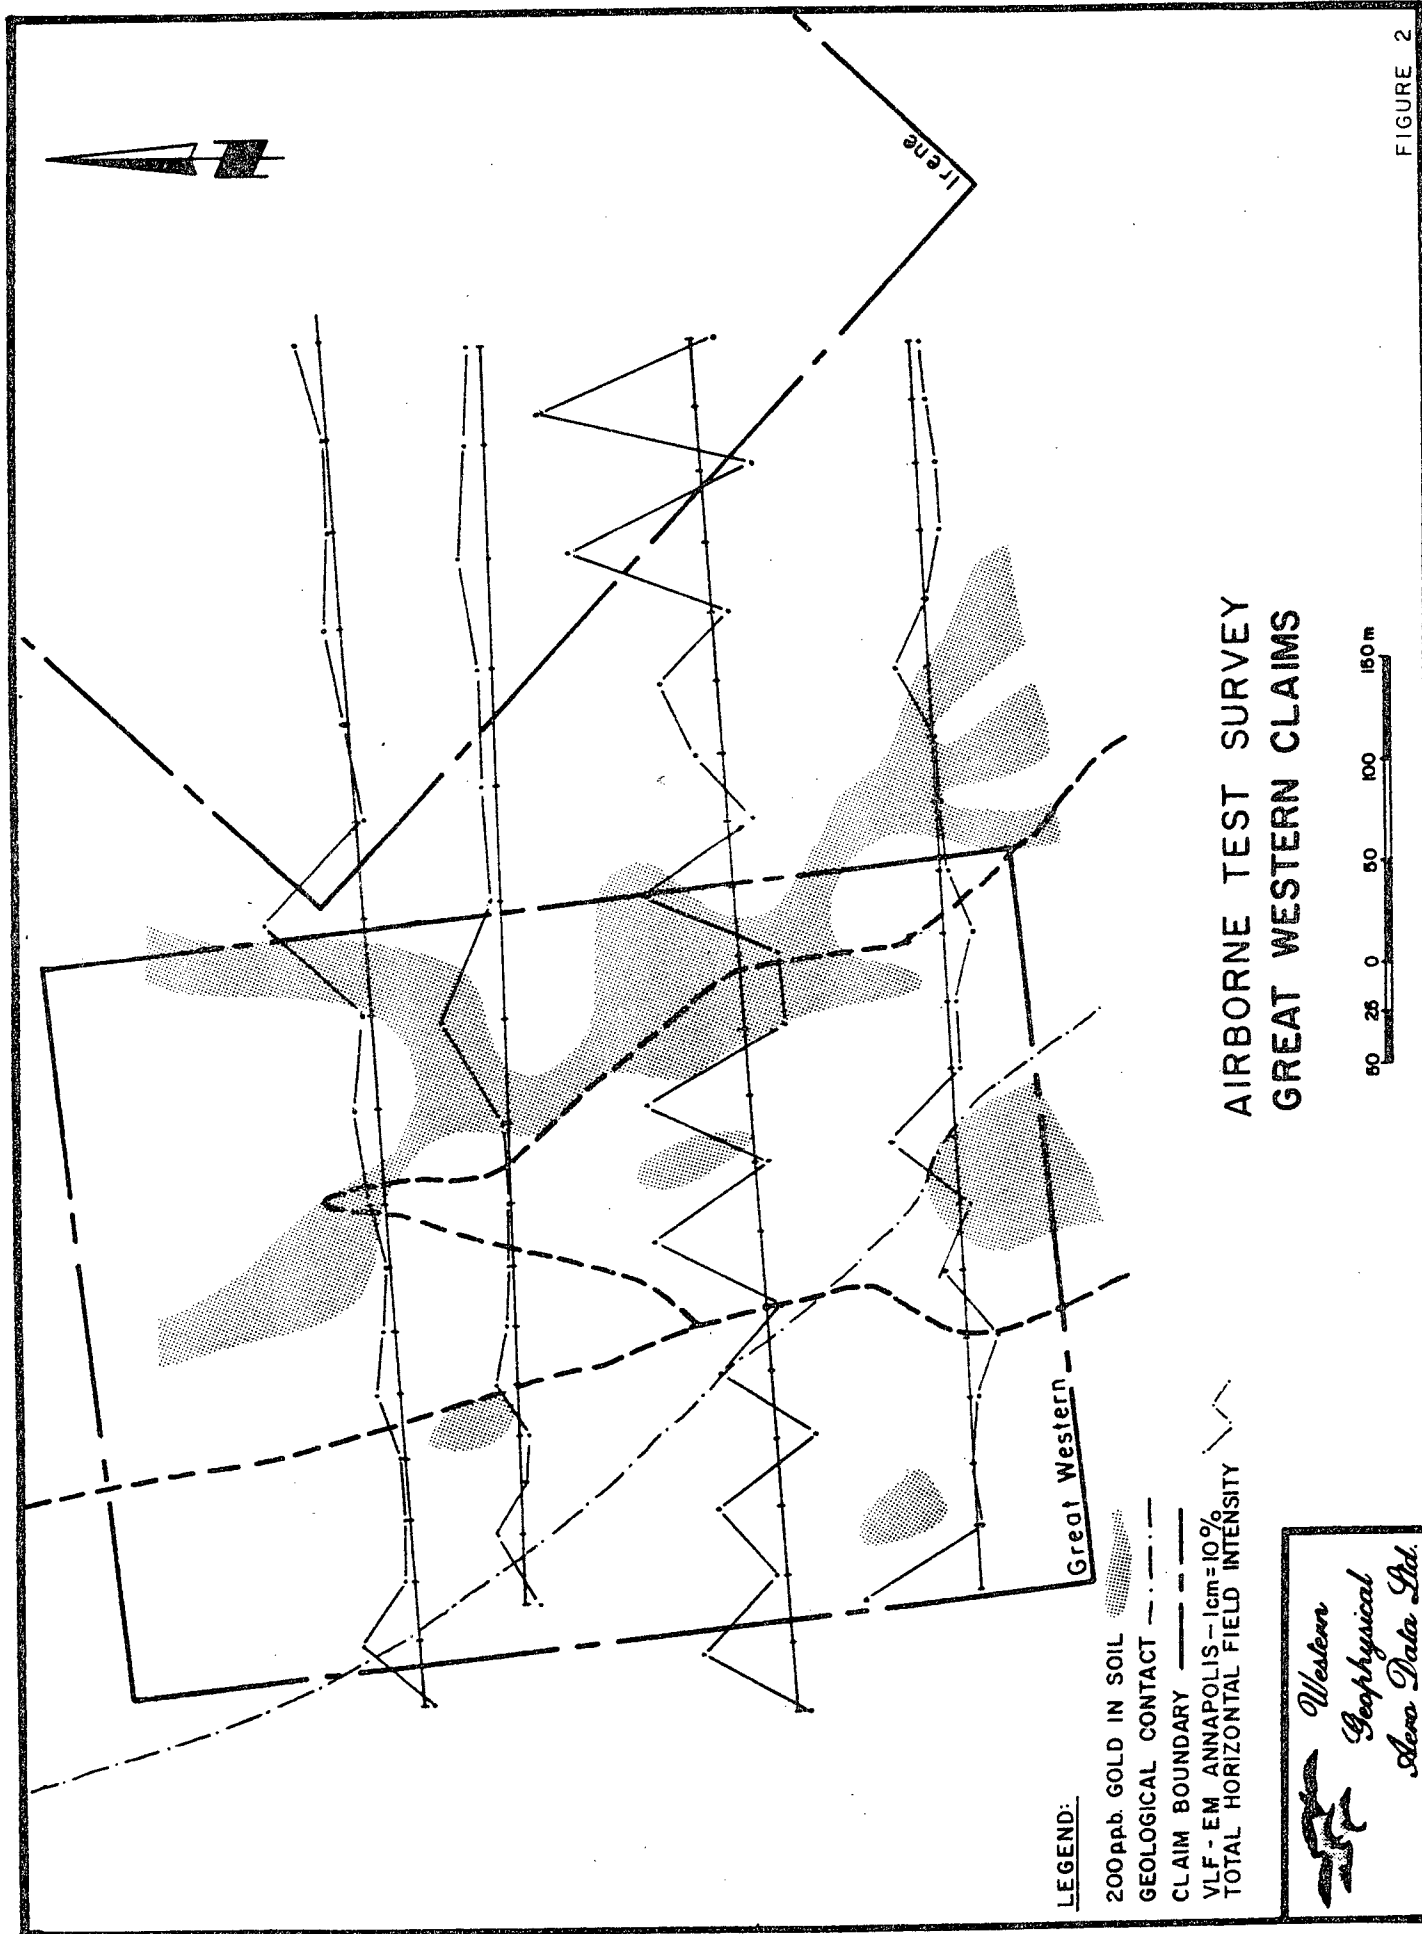 Irene
Great Western
AIRBORNE TEST SURVEY
GREAT WESTERN CLAIMS
50 25 0 50 100 150m
LEGEND:
200ppb. GOLD IN SOIL
GEOLOGICAL CONTACT
CLAIM BOUNDARY
VLF - EM ANNAPOLIS - 1cm = 10%
TOTAL HORIZONTAL FIELD INTENSITY
Western
Geophysical
Aero Data Ltd.
FIGURE 2